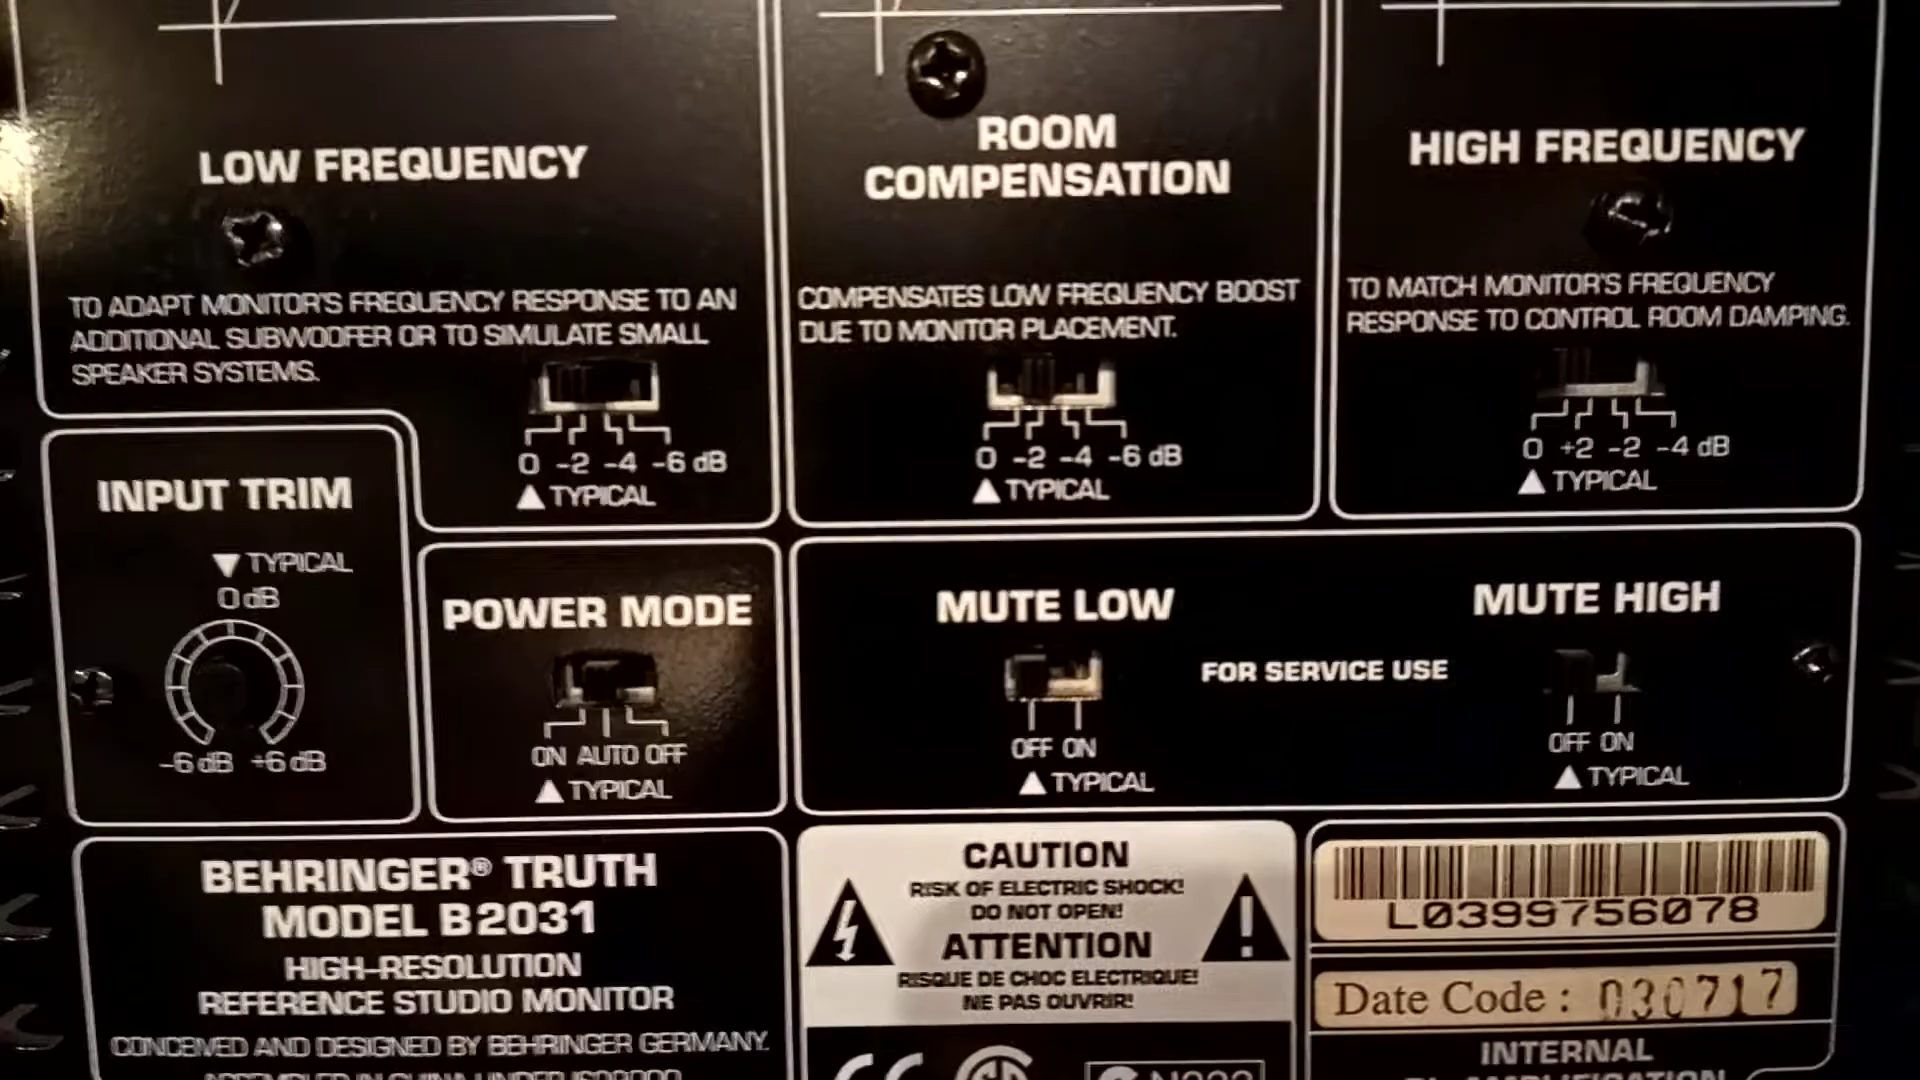 LOW FREQUENCY
TO ADAPT MONITOR'S FREQUENCY RESPONSE TO AN
ADDITIONAL SUBWOOFER OR TO SIMULATE SMALL
SPEAKER SYSTEMS.
0 -2 -4 -6 dB
▲ TYPICAL
ROOM
COMPENSATION
COMPENSATES LOW FREQUENCY BOOST
DUE TO MONITOR PLACEMENT.
0 -2 -4 -6 dB
▲ TYPICAL
HIGH FREQUENCY
TO MATCH MONITOR'S FREQUENCY
RESPONSE TO CONTROL ROOM DAMPING.
0 +2 -2 -4 dB
▲ TYPICAL
INPUT TRIM
▼ TYPICAL
0 dB
-6 dB +6 dB
POWER MODE
ON AUTO OFF
▲ TYPICAL
MUTE LOW
OFF ON
▲ TYPICAL
FOR SERVICE USE
MUTE HIGH
OFF ON
▲ TYPICAL
BEHRINGER® TRUTH
MODEL B2031
HIGH-RESOLUTION
REFERENCE STUDIO MONITOR
CONCEIVED AND DESIGNED BY BEHRINGER GERMANY.
CAUTION
RISK OF ELECTRIC SHOCK!
DO NOT OPEN!
ATTENTION
RISQUE DE CHOC ELECTRIQUE!
NE PAS OUVRIR!
L0399756078
Date Code : 030717
INTERNAL